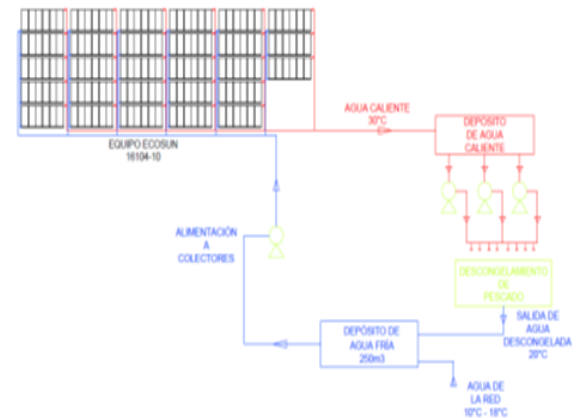 EQUIPO ECOSUN
16104-10
AGUA CALIENTE
30°C
DEPÓSITO
DE AGUA
CALIENTE
ALIMENTACIÓN
A
COLECTORES
DESCONGELAMIENTO
DE
PESCADO
SALIDA DE
AGUA
DESCONGELADA
20°C
DEPÓSITO DE
AGUA FRÍA
250m3
AGUA DE
LA RED
10°C - 18°C